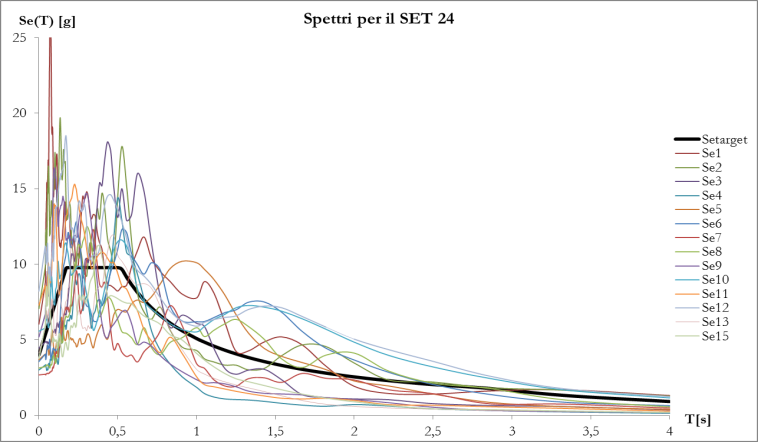 Spettri per il SET 24
Se(T) [g]
25
20
15
10
5
0
0 0,5 1 1,5 2 2,5 3 3,5 4
T[s]
Setarget
Se1
Se2
Se3
Se4
Se5
Se6
Se7
Se8
Se9
Se10
Se11
Se12
Se13
Se15